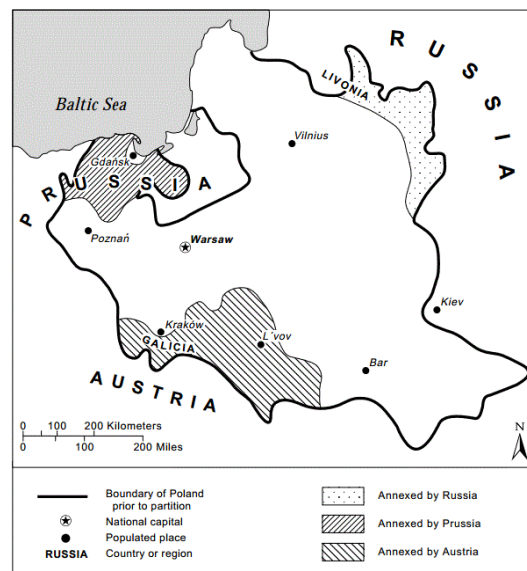 RUSSIA
LIVONIA
Baltic Sea
Vilnius
Gdańsk
PRUSSIA
Poznań
Warsaw
Kiev
Kraków
GALICIA
L'vov
Bar
AUSTRIA
0 100 200 Kilometers
0 100 200 Miles
N
Boundary of Poland
prior to partition
National capital
Populated place
RUSSIA Country or region
Annexed by Russia
Annexed by Prussia
Annexed by Austria